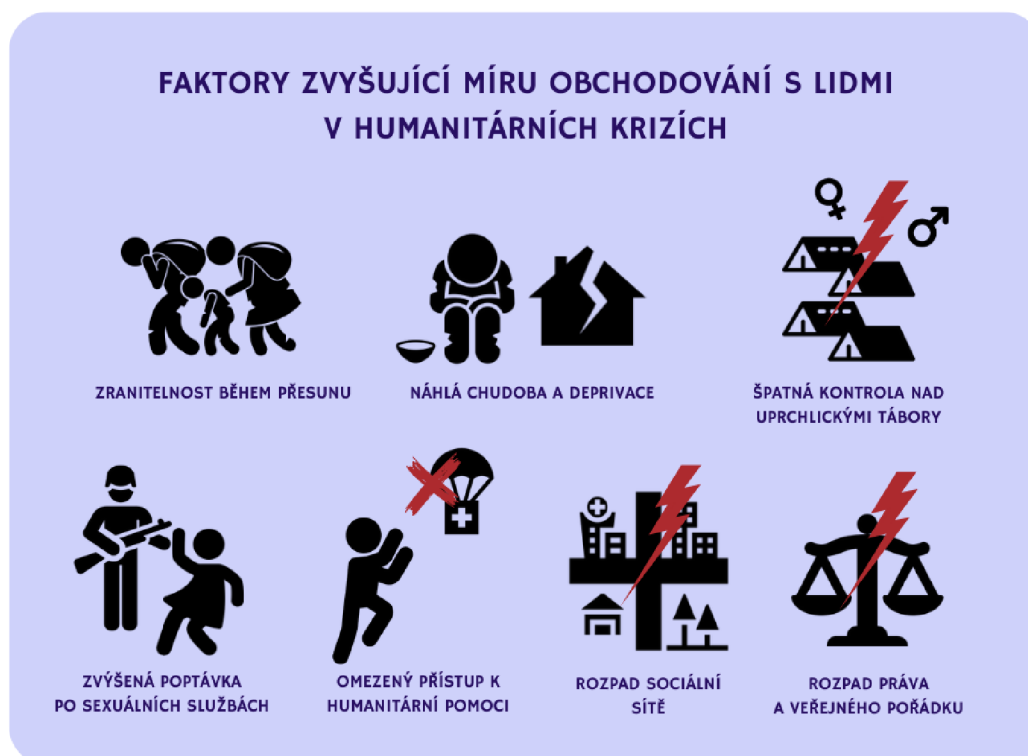 FAKTORY ZVYŠUJÍCÍ MÍRU OBCHODOVÁNÍ S LIDMI
V HUMANITÁRNÍCH KRIZÍCH
ZRANITELNOST BĚHEM PŘESUNU
NÁHLÁ CHUDOBA A DEPRIVACE
ŠPATNÁ KONTROLA NAD
UPRCHLICKÝMI TÁBORY
ZVÝŠENÁ POPTÁVKA
PO SEXUÁLNÍCH SLUŽBÁCH
OMEZENÝ PŘÍSTUP K
HUMANITÁRNÍ POMOCI
ROZPAD SOCIÁLNÍ
SÍTĚ
ROZPAD PRÁVA
A VEŘEJNÉHO POŘÁDKU